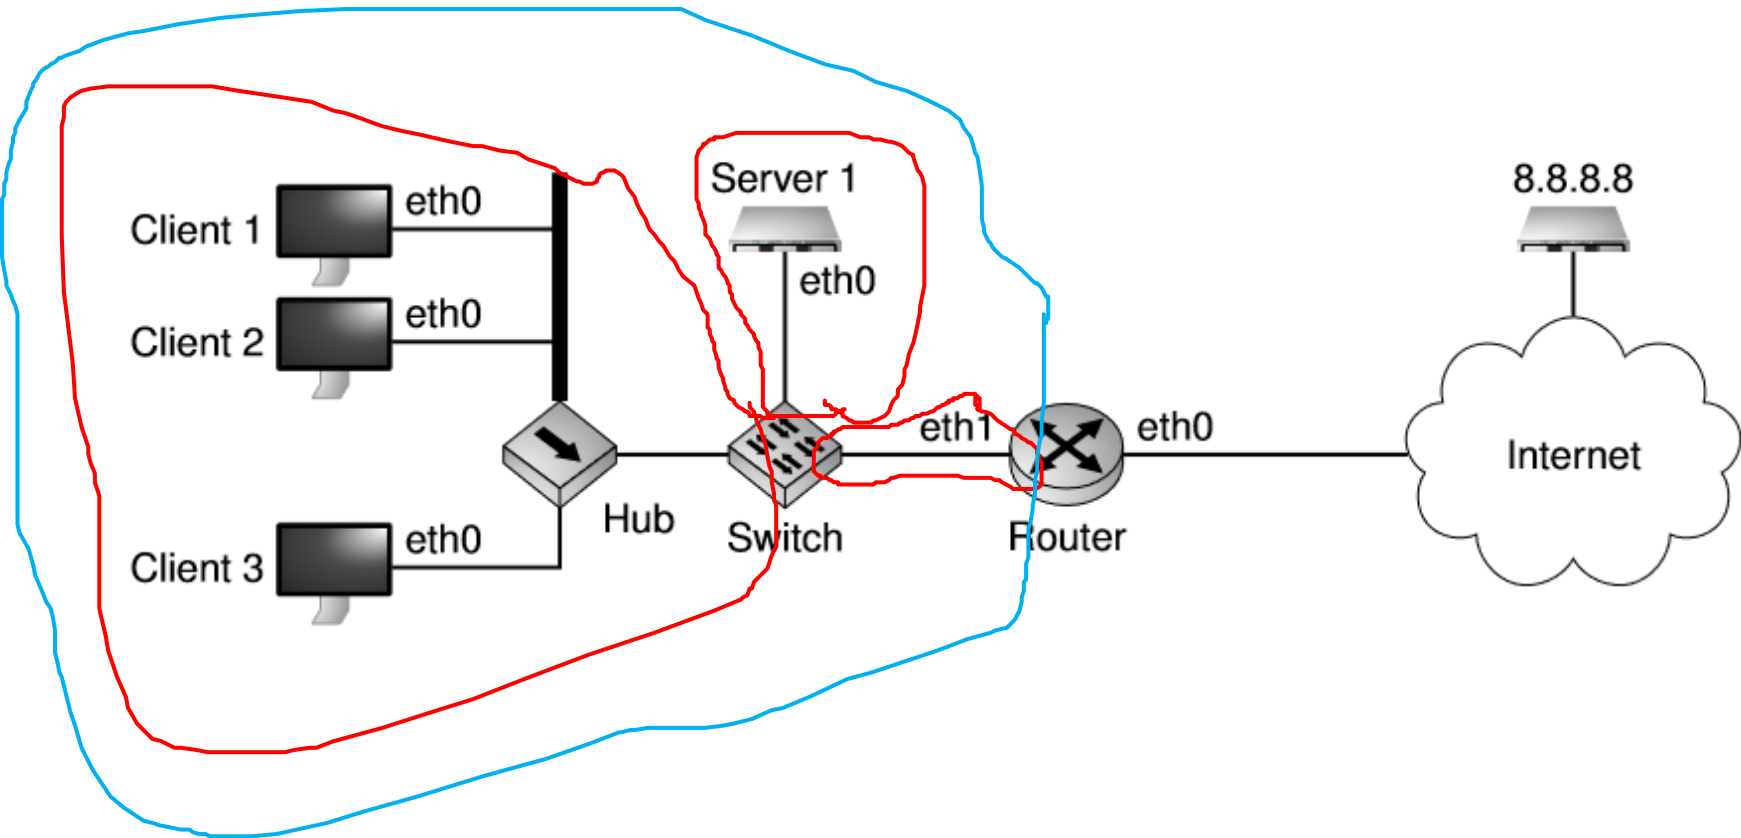 Client 1
eth0
Client 2
eth0
Client 3
eth0
Hub
Server 1
eth0
Switch
eth1
Router
eth0
8.8.8.8
Internet